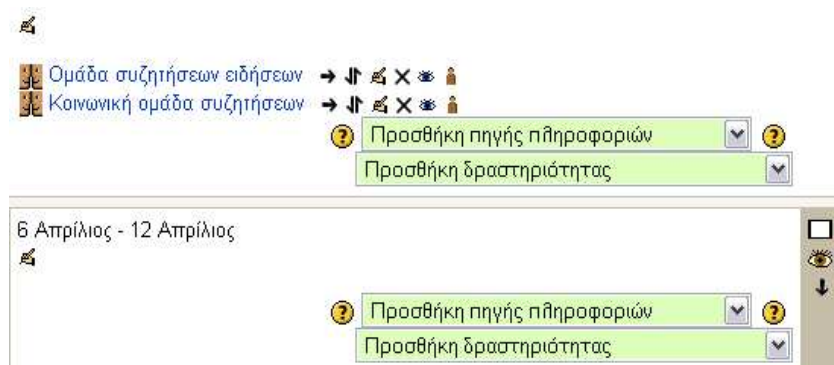 Ομάδα συζητήσεων ειδήσεων
Κοινωνική ομάδα συζητήσεων
Προσθήκη πηγής πληροφοριών
Προσθήκη δραστηριότητας
6 Απρίλιος - 12 Απρίλιος
Προσθήκη πηγής πληροφοριών
Προσθήκη δραστηριότητας